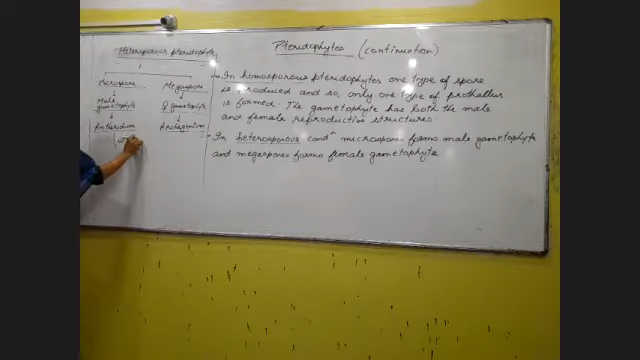 Heterosporous pteridophyte
Microspore Megaspore
Male gametophyte ♀ gametophyte
Antheridium Archegonium
Pteridophytes (continuation)
In homosporous pteridophytes one type of spore
is produced and so, only one type of prothallus
is formed. The gametophyte has both the male
and female reproductive structures.
In heterosporous condn microspores forms male gametophyte
and megaspores forms female gametophyte